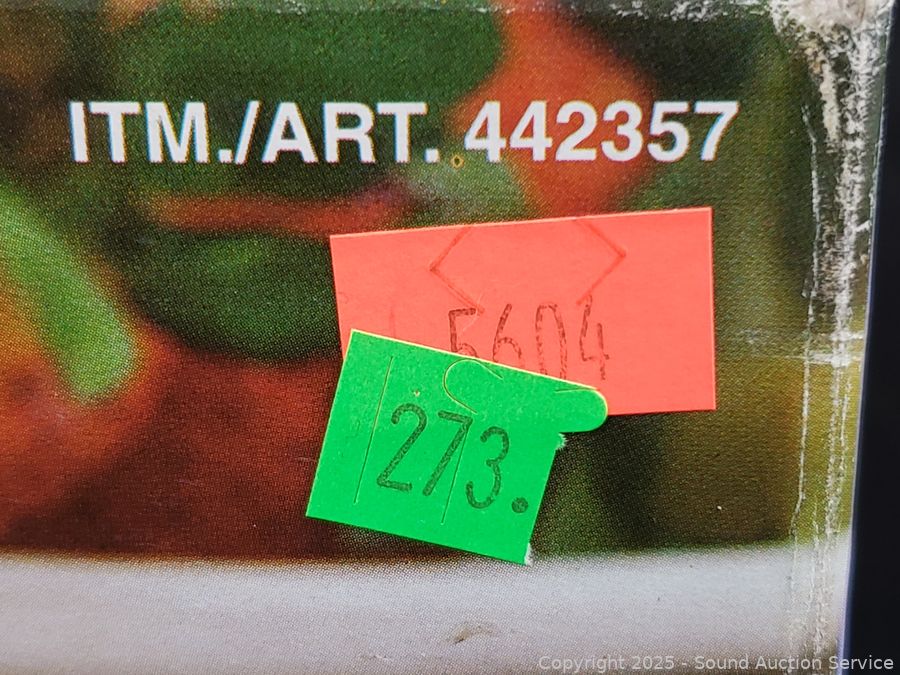 ITM./ART. 442357
5604
273.
Copyright 2025 - Sound Auction Service